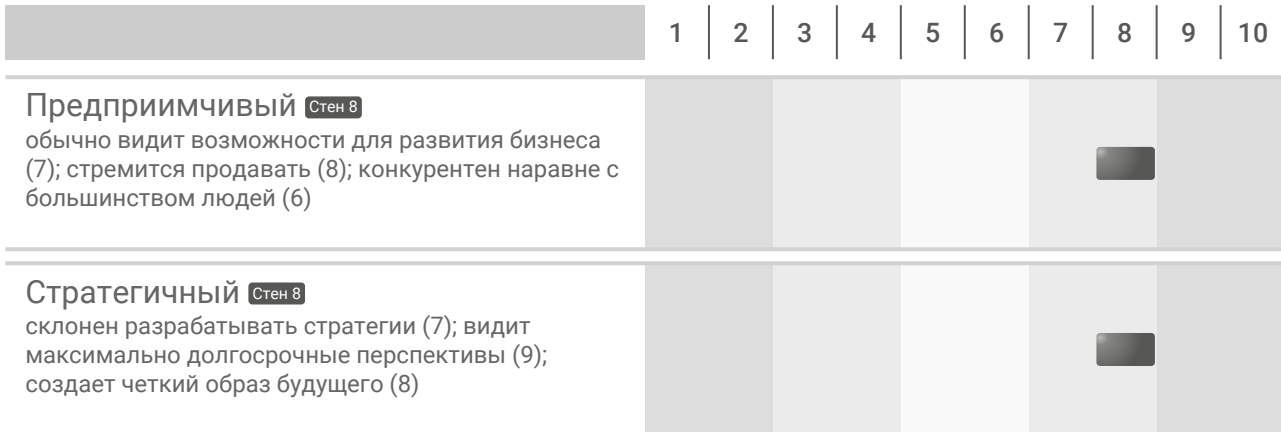 1 2 3 4 5 6 7 8 9 10
Предприимчивый Стен 8
обычно видит возможности для развития бизнеса
(7); стремится продавать (8); конкурентен наравне с
большинством людей (6)
Стратегичный Стен 8
склонен разрабатывать стратегии (7); видит
максимально долгосрочные перспективы (9);
создает четкий образ будущего (8)